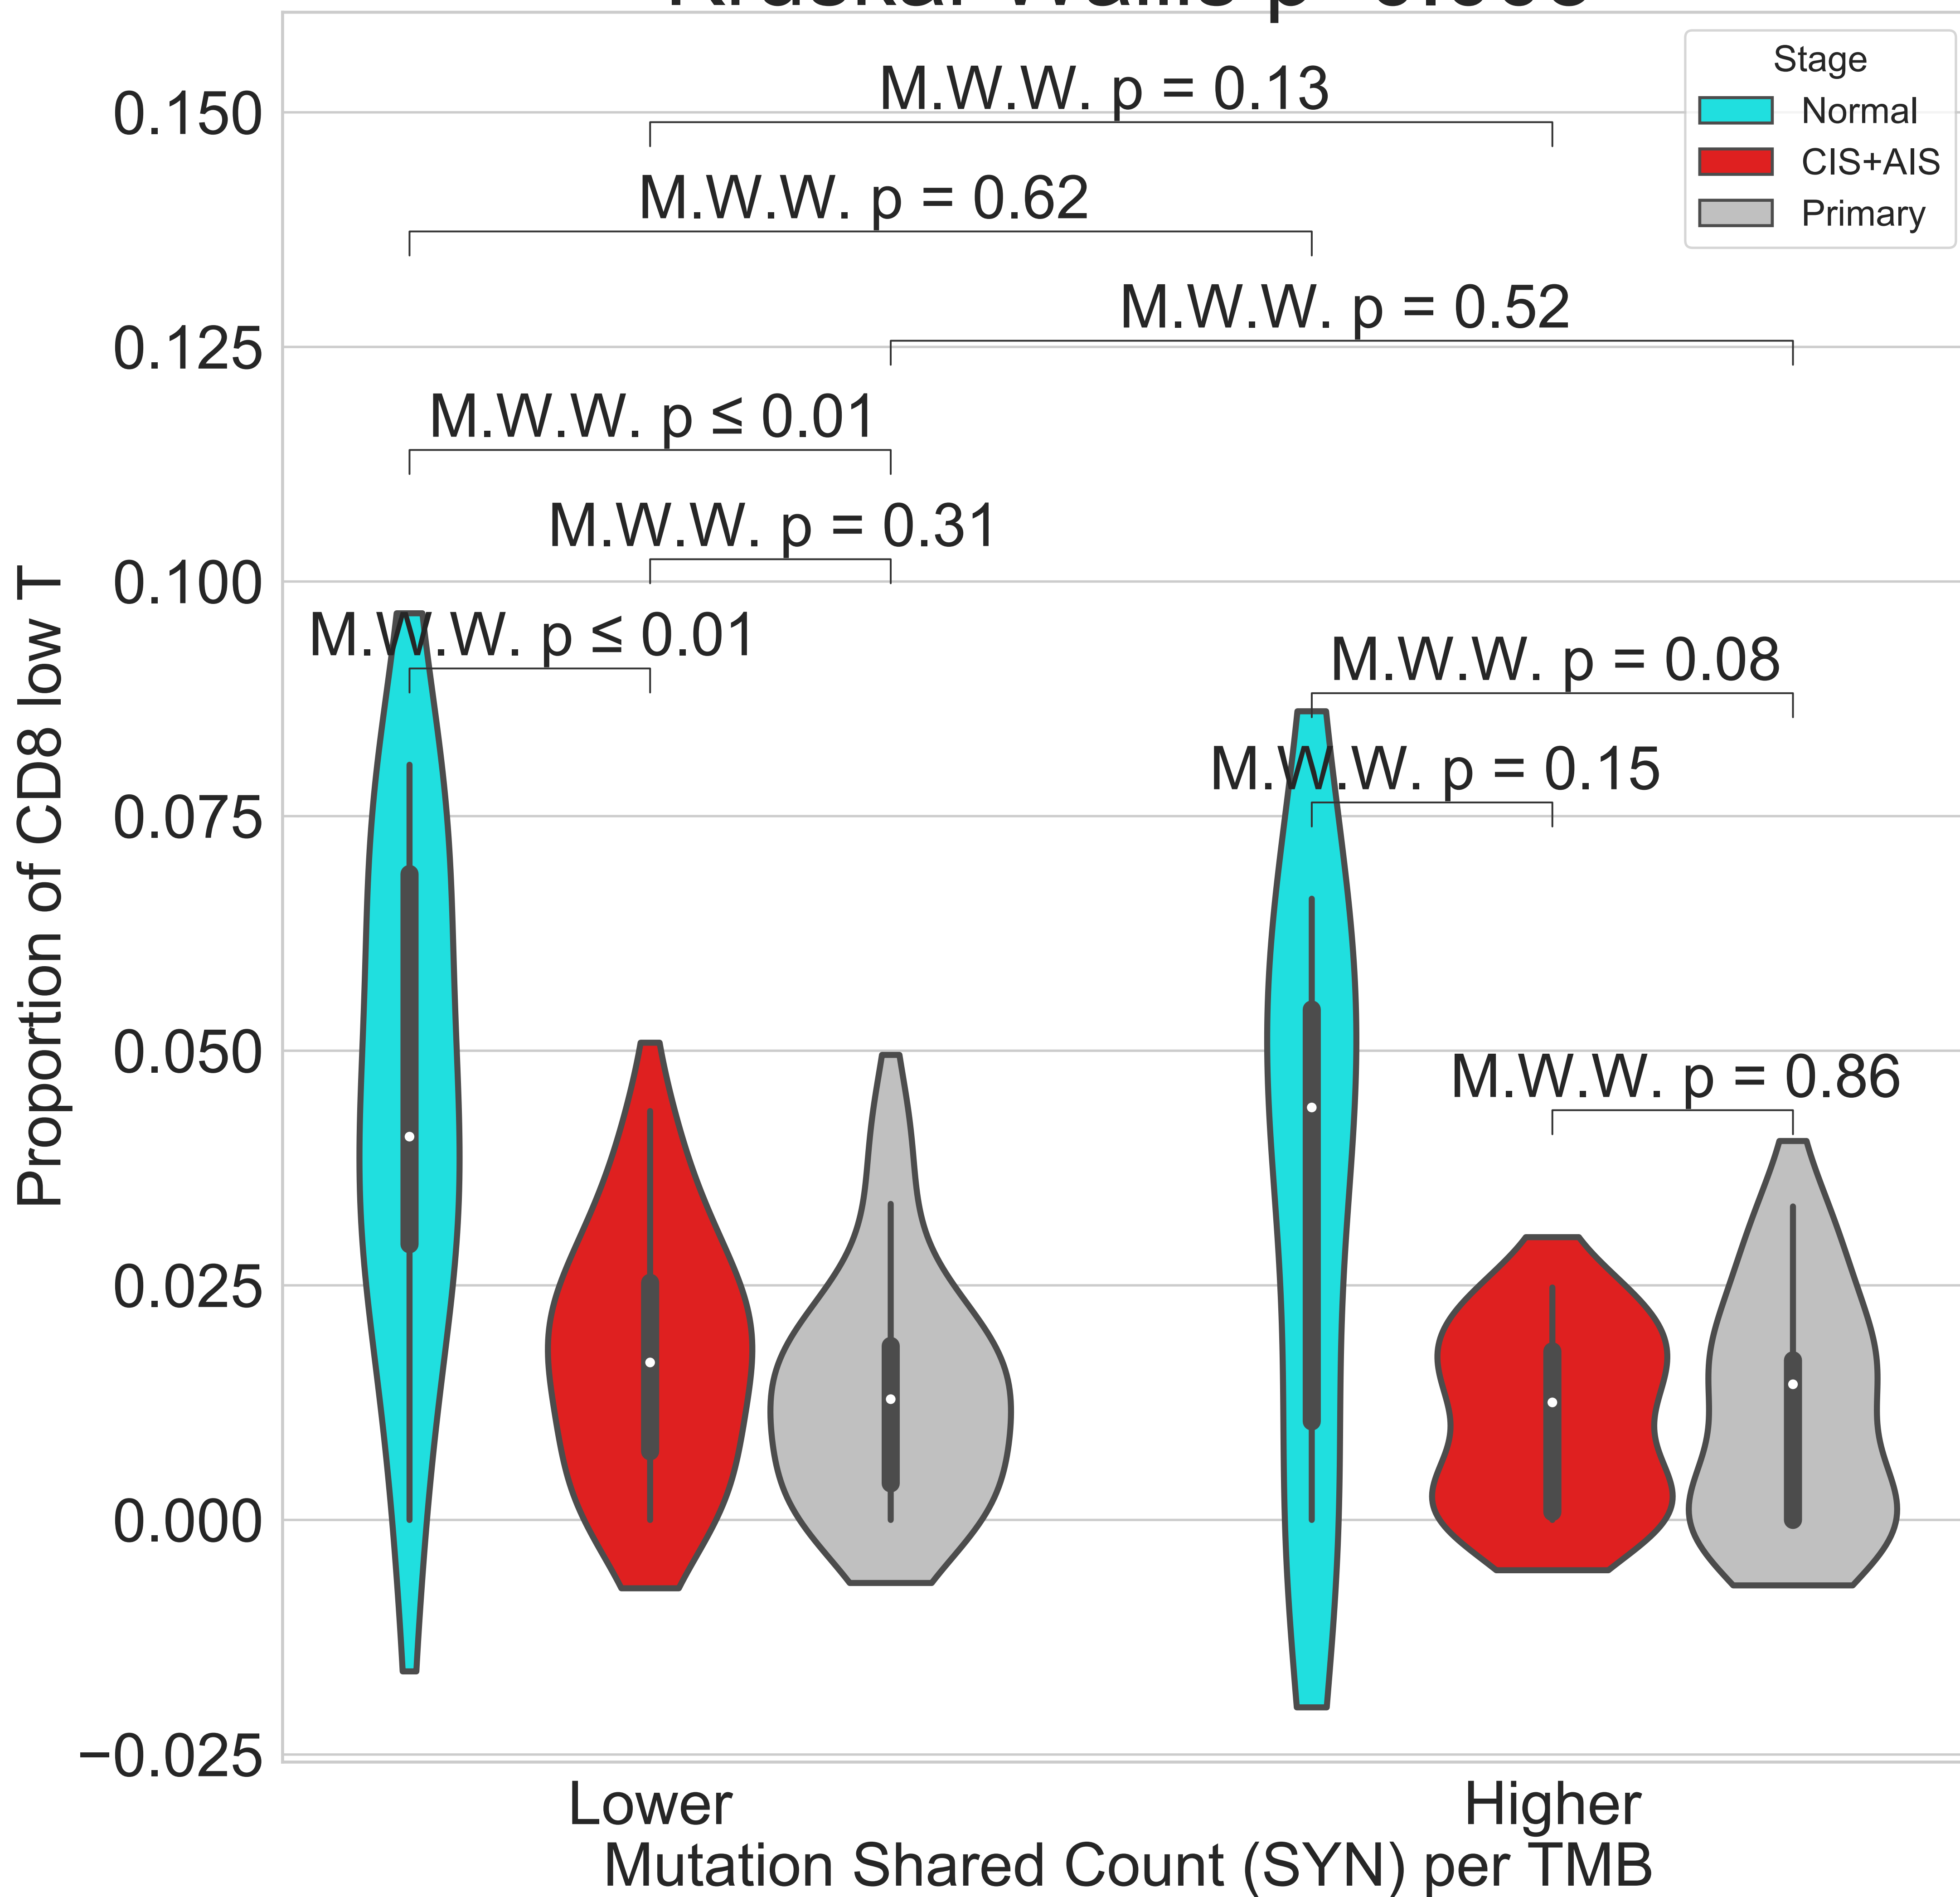 Stage
Normal
CIS+AIS
Primary
M.W.W. p = 0.13
M.W.W. p = 0.62
M.W.W. p = 0.52
M.W.W. p ≤ 0.01
M.W.W. p = 0.31
M.W.W. p ≤ 0.01
M.W.W. p = 0.08
M.W.W. p = 0.15
M.W.W. p = 0.86
0.150
0.125
0.100
0.075
0.050
0.025
0.000
−0.025
Proportion of CD8 low T
Lower
Higher
Mutation Shared Count (SYN) per TMB